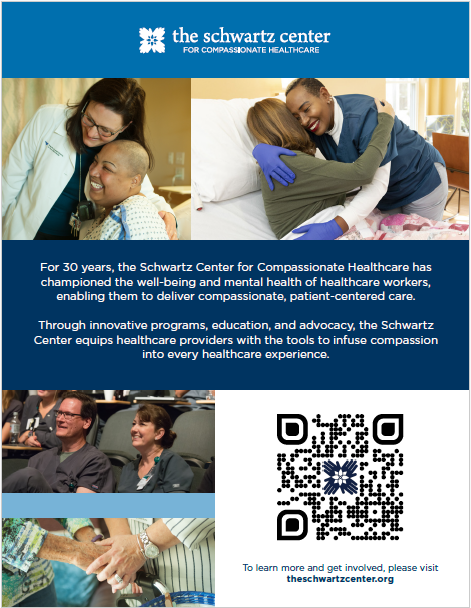 the schwartz center
FOR COMPASSIONATE HEALTHCARE
For 30 years, the Schwartz Center for Compassionate Healthcare has
championed the well-being and mental health of healthcare workers,
enabling them to deliver compassionate, patient-centered care.
Through innovative programs, education, and advocacy, the Schwartz
Center equips healthcare providers with the tools to infuse compassion
into every healthcare experience.
To learn more and get involved, please visit
theschwartzcenter.org